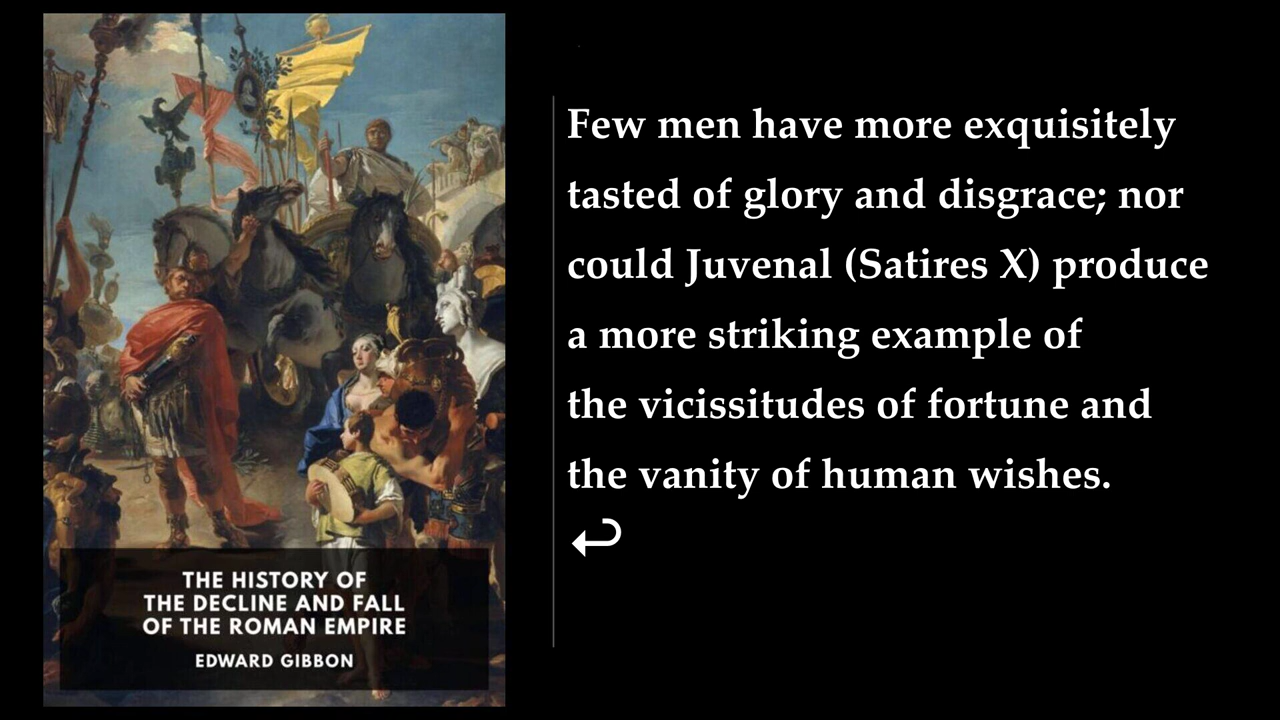 THE HISTORY OF
THE DECLINE AND FALL
OF THE ROMAN EMPIRE
EDWARD GIBBON
Few men have more exquisitely
tasted of glory and disgrace; nor
could Juvenal (Satires X) produce
a more striking example of
the vicissitudes of fortune and
the vanity of human wishes.
↩